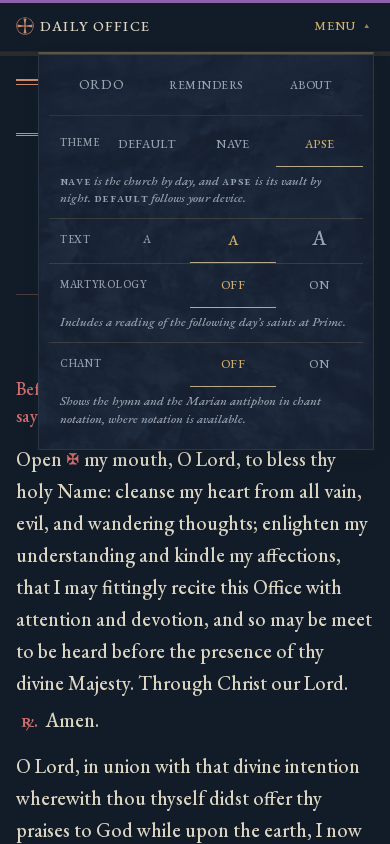 DAILY OFFICE
MENU ▲
ORDO REMINDERS ABOUT
THEME DEFAULT NAVE APSE
NAVE is the church by day, and APSE is its vault by
night. DEFAULT follows your device.
TEXT A A A
MARTYROLOGY OFF ON
Includes a reading of the following day’s saints at Prime.
CHANT OFF ON
Shows the hymn and the Marian antiphon in chant
notation, where notation is available.
Bef
say
Open ✠ my mouth, O Lord, to bless thy
holy Name: cleanse my heart from all vain,
evil, and wandering thoughts; enlighten my
understanding and kindle my affections,
that I may fittingly recite this Office with
attention and devotion, and so may be meet
to be heard before the presence of thy
divine Majesty. Through Christ our Lord.
℟. Amen.
O Lord, in union with that divine intention
wherewith thou thyself didst offer thy
praises to God while upon the earth, I now